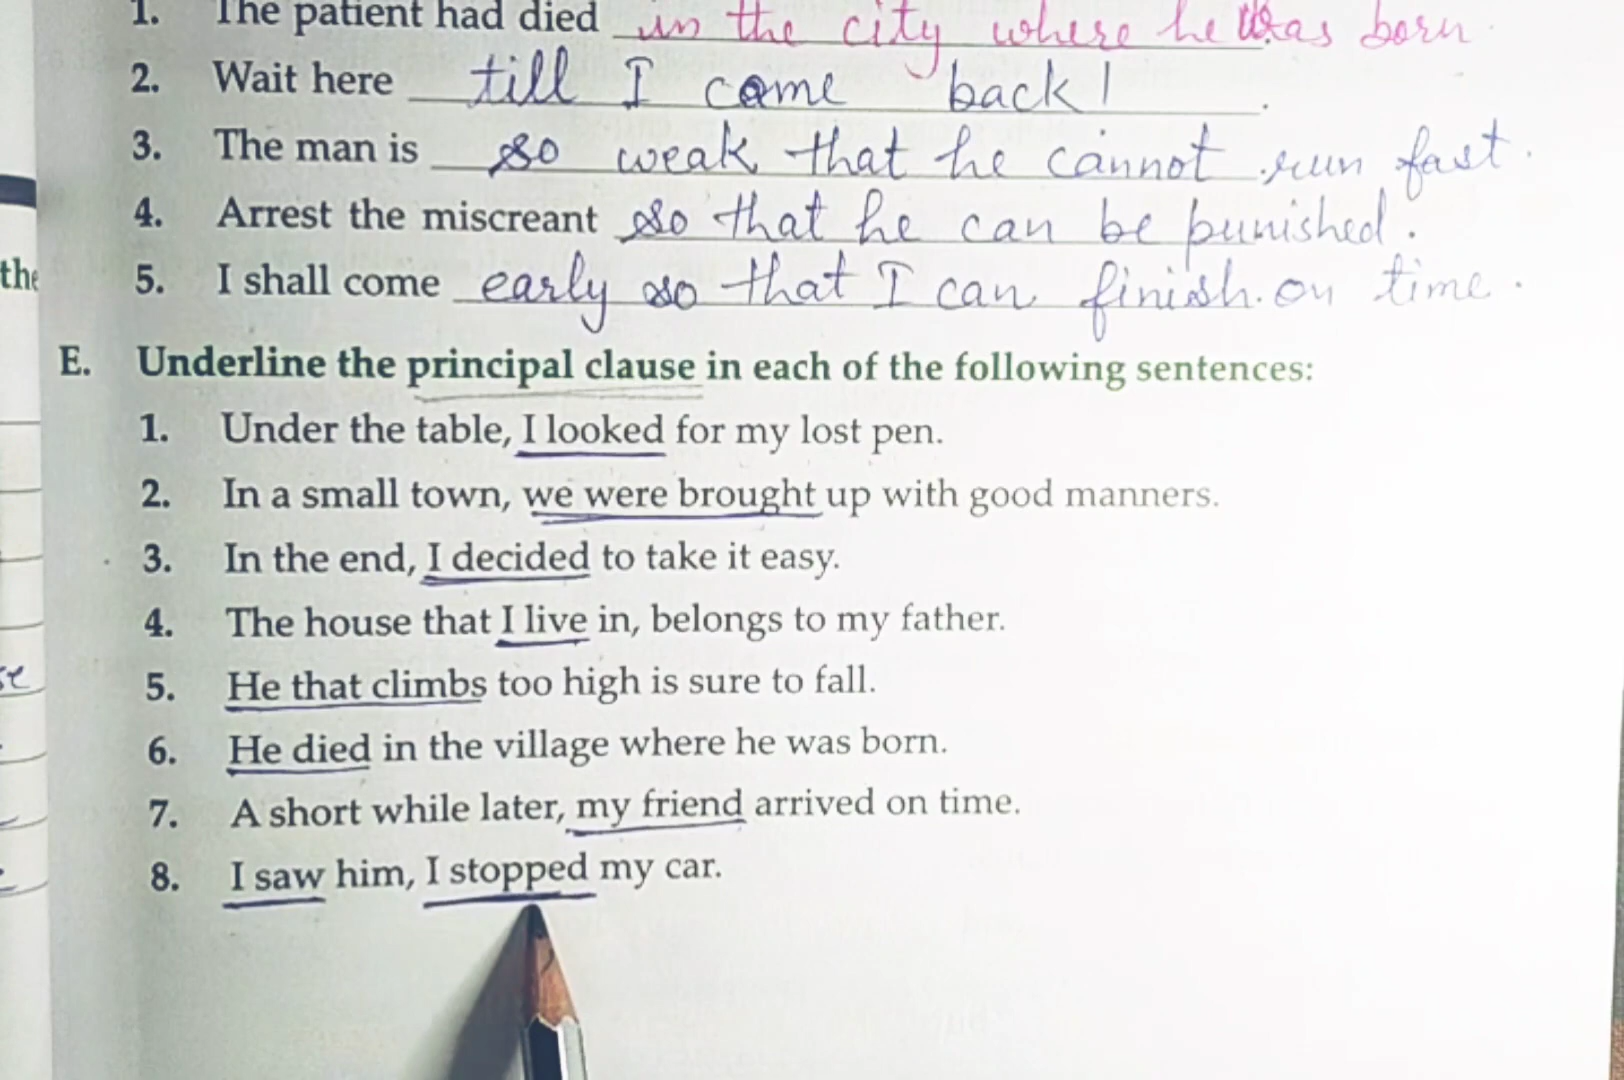 1. The patient had died in the city where he was born.
2. Wait here till I come back!.
3. The man is so weak that he cannot run fast.
4. Arrest the miscreant so that he can be punished.
the
5. I shall come early so that I can finish on time.
E. Underline the principal clause in each of the following sentences:
1. Under the table, I looked for my lost pen.
2. In a small town, we were brought up with good manners.
3. In the end, I decided to take it easy.
4. The house that I live in, belongs to my father.
5. He that climbs too high is sure to fall.
6. He died in the village where he was born.
7. A short while later, my friend arrived on time.
8. I saw him, I stopped my car.